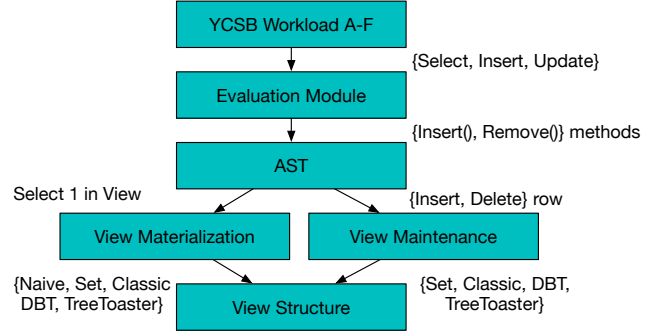 YCSB Workload A-F
{Select, Insert, Update}
Evaluation Module
{Insert(), Remove()} methods
AST
Select 1 in View
{Insert, Delete} row
View Materialization
View Maintenance
{Naive, Set, Classic
DBT, TreeToaster}
{Set, Classic, DBT,
TreeToaster}
View Structure